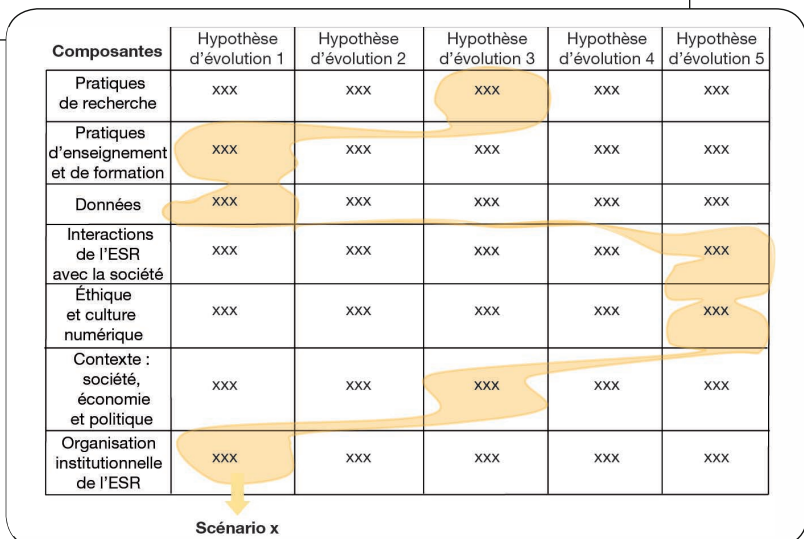 Composantes
Hypothèse
d’évolution 1
Hypothèse
d’évolution 2
Hypothèse
d’évolution 3
Hypothèse
d’évolution 4
Hypothèse
d’évolution 5
Pratiques
de recherche
xxx
xxx
xxx
xxx
xxx
Pratiques
d’enseignement
et de formation
xxx
xxx
xxx
xxx
xxx
Données
xxx
xxx
xxx
xxx
xxx
Interactions
de l’ESR
avec la société
xxx
xxx
xxx
xxx
xxx
Éthique
et culture
numérique
xxx
xxx
xxx
xxx
xxx
Contexte :
société,
économie
et politique
xxx
xxx
xxx
xxx
xxx
Organisation
institutionnelle
de l’ESR
xxx
xxx
xxx
xxx
xxx
Scénario x